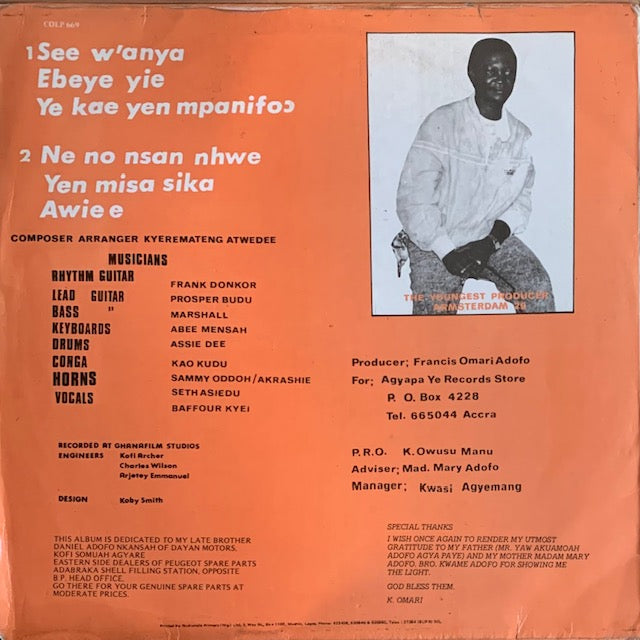 COLP 669
1 See w'anya
Ebeye yie
Ye kae yen mpanifoɔ
2 Ne no nsan nhwe
Yen misa sika
Awiee
COMPOSER ARRANGER KYEREMATENG ATWEDEE
MUSICIANS
RHYTHM GUITAR FRANK DONKOR
LEAD GUITAR PROSPER BUDU
BASS " MARSHALL
KEYBOARDS ABEE MENSAH
DRUMS ASSIE DEE
CONGA KAO KUDU
HORNS SAMMY ODDOH/AKRASHIE
VOCALS SETH ASIEDU
BAFFOUR KYEI
RECORDED AT GHANAFILM STUDIOS
ENGINEERS Kofi Archer
Charles Wilson
Arjetey Emmanuel
DESIGN Koby Smith
THIS ALBUM IS DEDICATED TO MY LATE BROTHER
DANIEL ADOFO NKANSAH OF DAYAN MOTORS.
KOFI SOMUAH AGYARE
EASTERN SIDE DEALERS OF PEUGEOT SPARE PARTS
ADABRAKA SHELL FILLING STATION, OPPOSITE
B.P. HEAD OFFICE.
GO THERE FOR YOUR GENUINE SPARE PARTS AT
MODERATE PRICES.
THE YOUNGEST PRODUCER
ARMSTERDAM 26
Producer; Francis Omari Adofo
For; Agyapa Ye Records Store
P. O. Box 4228
Tel. 665044 Accra
P.R.O. K. Owusu Manu
Adviser; Mad. Mary Adofo
Manager; Kwasi Agyemang
SPECIAL THANKS
I WISH ONCE AGAIN TO RENDER MY UTMOST
GRATITUDE TO MY FATHER (MR. YAW AKUAMOAH
ADOFO AGYA PAYE) AND MY MOTHER MADAM MARY
ADOFO. BRO. KWAME ADOFO FOR SHOWING ME
THE LIGHT.
GOD BLESS THEM.
K. OMARI